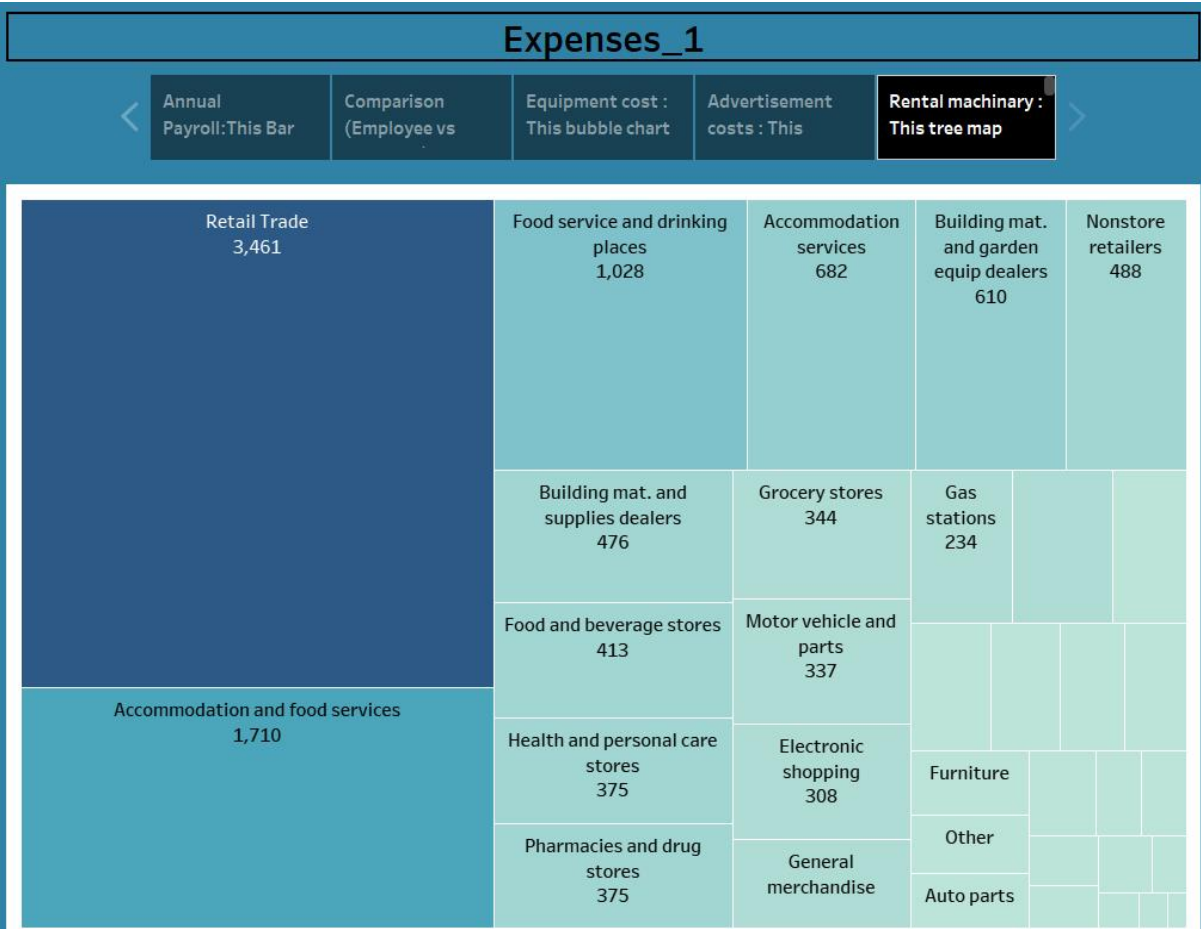 Expenses_1
Annual
Payroll:This Bar
Comparison
(Employee vs
Equipment cost :
This bubble chart
Advertisement
costs : This
Rental machinary :
This tree map
Retail Trade
3,461
Food service and drinking
places
1,028
Accommodation
services
682
Building mat.
and garden
equip dealers
610
Nonstore
retailers
488
Building mat. and
supplies dealers
476
Grocery stores
344
Gas
stations
234
Food and beverage stores
413
Motor vehicle and
parts
337
Accommodation and food services
1,710
Health and personal care
stores
375
Electronic
shopping
308
Furniture
Other
Pharmacies and drug
stores
375
General
merchandise
Auto parts